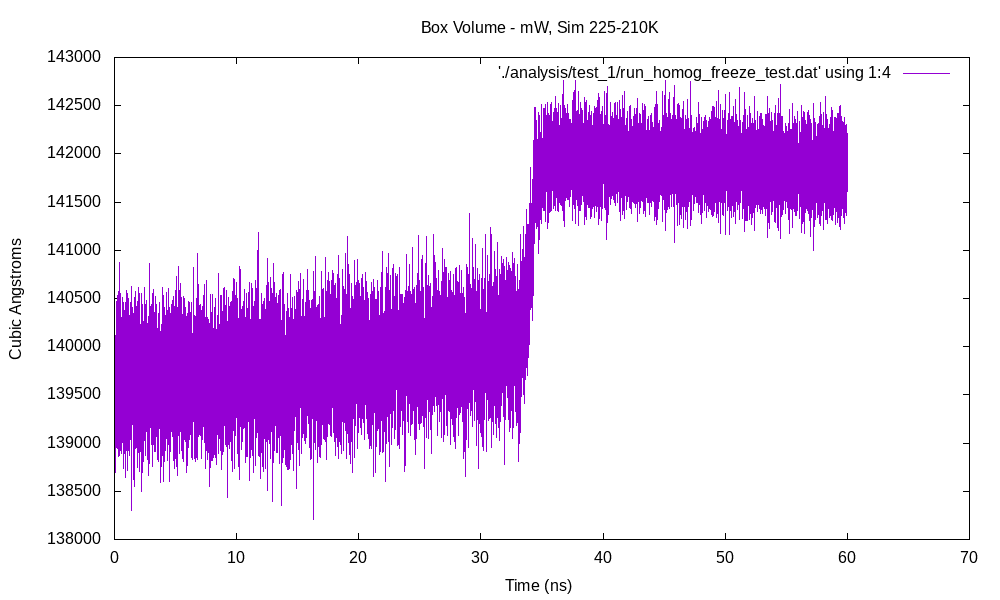 Box Volume - mW, Sim 225-210K
'./analysis/test_1/run_homog_freeze_test.dat' using 1:4
143000
142500
142000
141500
141000
140500
140000
139500
139000
138500
138000
Cubic Angstroms
0 10 20 30 40 50 60 70
Time (ns)